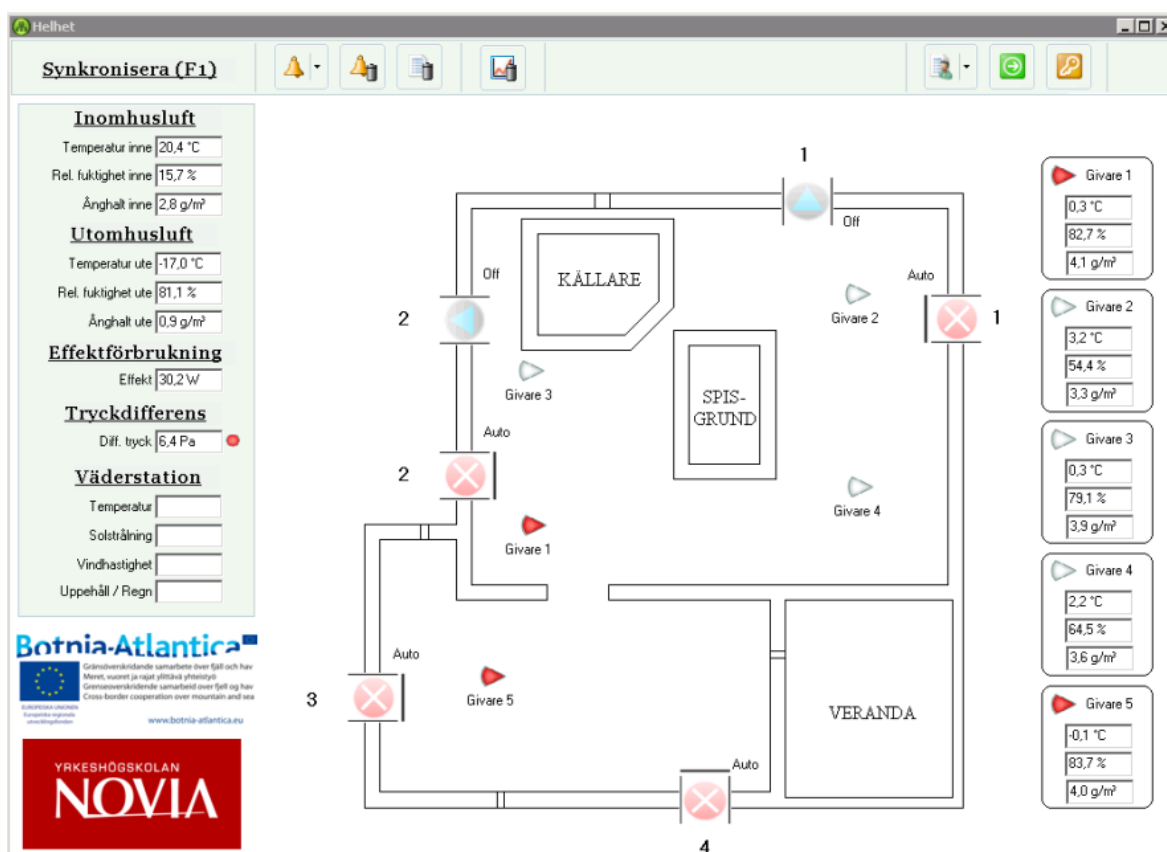 Helhet
Synkronisera (F1)
Inomhusluft
Temperatur inne 20,4 °C
Rel. fuktighet inne 15,7 %
Ånghalt inne 2,8 g/m³
Utomhusluft
Temperatur ute -17,0 °C
Rel. fuktighet ute 81,1 %
Ånghalt ute 0,9 g/m³
Effektförbrukning
Effekt 30,2 W
Tryckdifferens
Diff. tryck 6,4 Pa
Väderstation
Temperatur
Solstrålning
Vindhastighet
Uppehåll / Regn
Botnia-Atlantica
Gränsöverskridande samarbete över fjäll och hav
Meret, vuoret ja rajat ylittävä yhteistyö
Grenseoverskridende samarbeid over fjell og hav
Cross-border cooperation over mountain and sea
EUROPEISKA UNIONEN
Europeiska regionala
utvecklingsfonden
www.botnia-atlantica.eu
YRKESHÖGSKOLAN
NOVIA
1
Off
Off
KÄLLARE
Auto
2
Givare 2
1
Givare 3
SPIS-
GRUND
Auto
2
Givare 4
Givare 1
Auto
Givare 5
3
VERANDA
Auto
4
Givare 1
0,3 °C
82,7 %
4,1 g/m³
Givare 2
3,2 °C
54,4 %
3,3 g/m³
Givare 3
0,3 °C
79,1 %
3,9 g/m³
Givare 4
2,2 °C
64,5 %
3,6 g/m³
Givare 5
-0,1 °C
83,7 %
4,0 g/m³